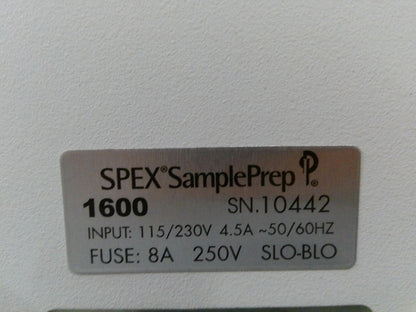 SPEX® SamplePrep
1600 SN.10442
INPUT: 115/230V 4.5A ~50/60HZ
FUSE: 8A 250V SLO-BLO